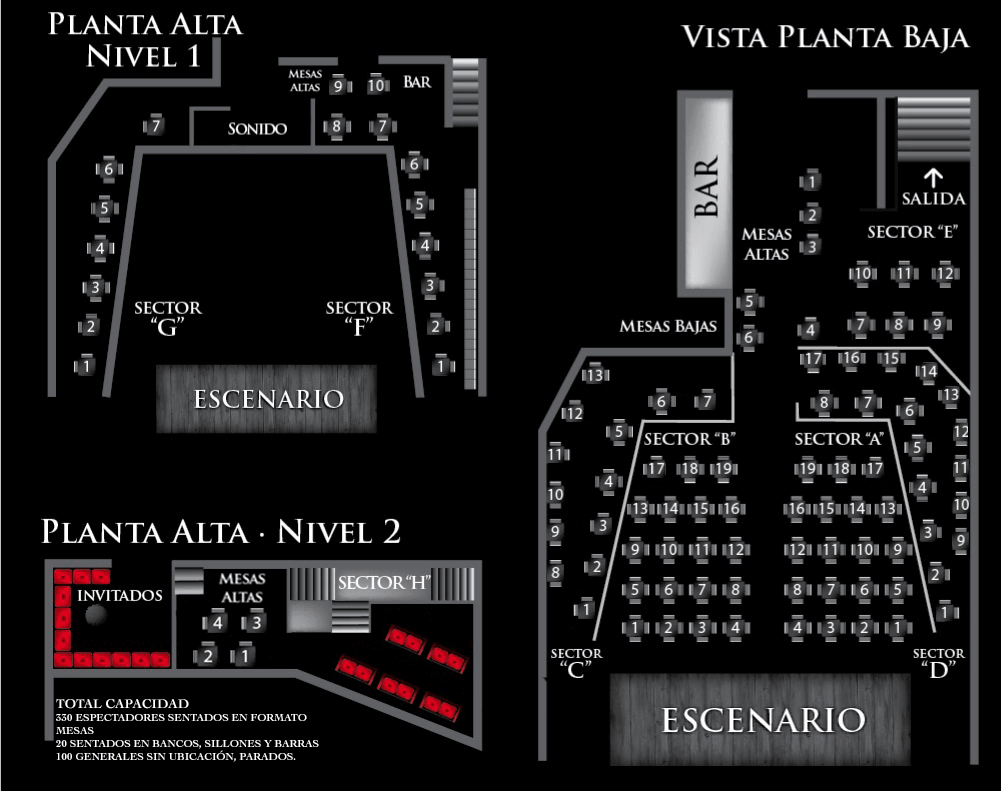 PLANTA ALTA
NIVEL 1
MESAS
ALTAS
9
10
BAR
7
SONIDO
8
7
6
6
5
5
4
4
3
3
SECTOR
"G"
SECTOR
"F"
2
2
1
1
ESCENARIO
PLANTA ALTA · NIVEL 2
INVITADOS
MESAS
ALTAS
SECTOR "H"
4
3
2
1
TOTAL CAPACIDAD
330 ESPECTADORES SENTADOS EN FORMATO
MESAS
20 SENTADOS EN BANCOS, SILLONES Y BARRAS
100 GENERALES SIN UBICACIÓN, PARADOS.
VISTA PLANTA BAJA
BAR
SALIDA
1
2
MESAS
ALTAS
3
SECTOR "E"
10 11 12
5
MESAS BAJAS
6
4
7 8 9
17 16 15
14
13
13
6 7
8 7
12
6
5
12
SECTOR "B"
SECTOR "A"
5
11
17 18 19
19 18 17
11
4
4
10
13 14 15 16
16 15 14 13
10
9
3
3
9
9 10 11 12
12 11 10 9
8
2
2
5 6 7 8
8 7 6 5
1
1
1 2 3 4
4 3 2 1
SECTOR
"C"
SECTOR
"D"
ESCENARIO